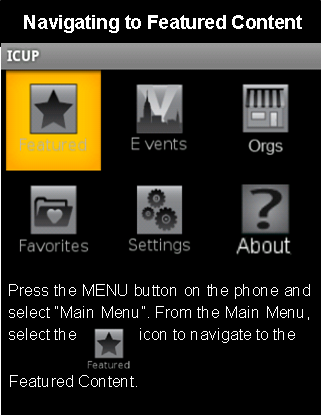 Navigating to Featured Content
ICUP
Featured Events Orgs
Favorites Settings About
Press the MENU button on the phone and
select "Main Menu". From the Main Menu,
select the icon to navigate to the
Featured
Featured Content.